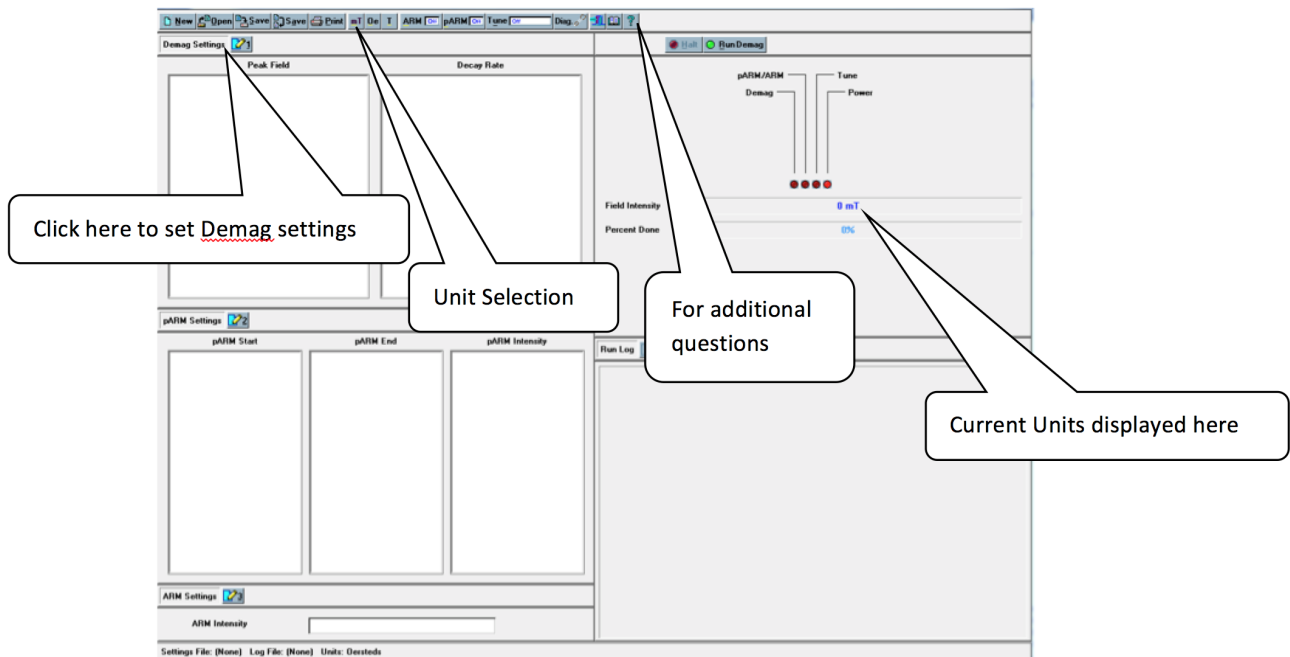 New Open Save Save Print mT Oe T ARM Off pARM Off Tune Off Diag. ?
Demag Settings 1
Halt Run Demag
Peak Field Decay Rate
pARM/ARM Tune
Demag Power
Field Intensity 0 mT
Percent Done 0%
Click here to set Demag settings
Unit Selection
For additional
questions
Current Units displayed here
pARM Settings 2
pARM Start pARM End pARM Intensity
Run Log
ARM Settings 3
ARM Intensity
Settings File: (None) Log File: (None) Units: Oersteds